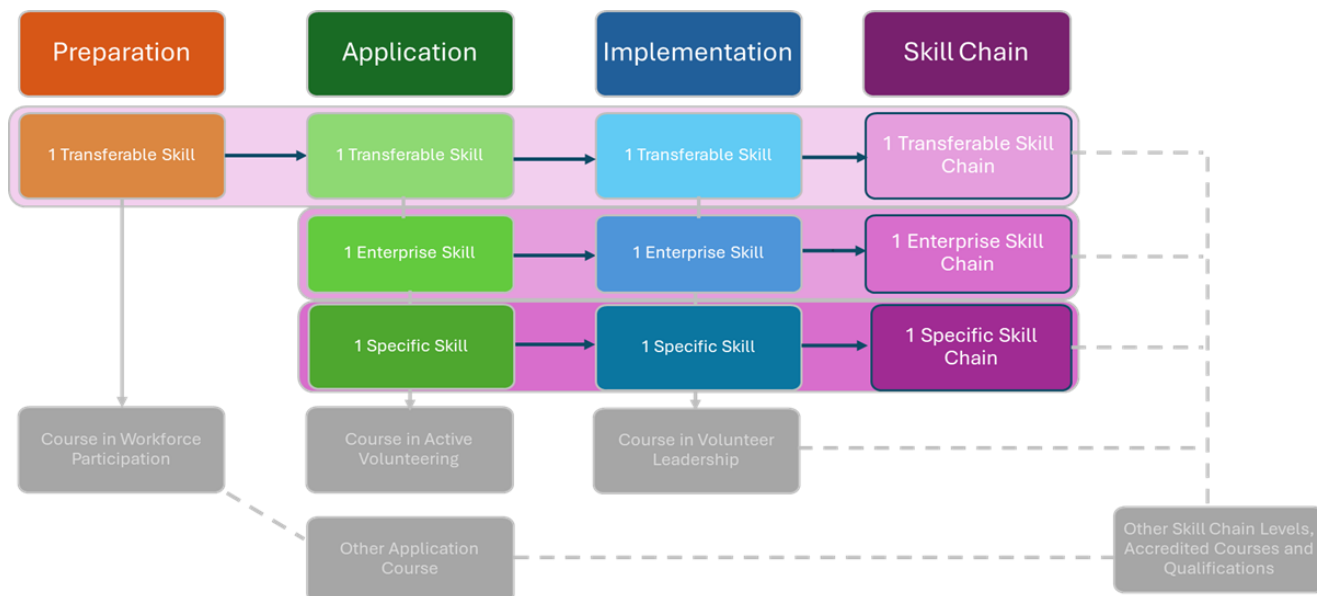 Preparation
Application
Implementation
Skill Chain
1 Transferable Skill
1 Transferable Skill
1 Transferable Skill
1 Transferable Skill
Chain
1 Enterprise Skill
1 Enterprise Skill
1 Enterprise Skill
Chain
1 Specific Skill
1 Specific Skill
1 Specific Skill
Chain
Course in Workforce
Participation
Course in Active
Volunteering
Course in Volunteer
Leadership
Other Application
Course
Other Skill Chain Levels,
Accredited Courses and
Qualifications